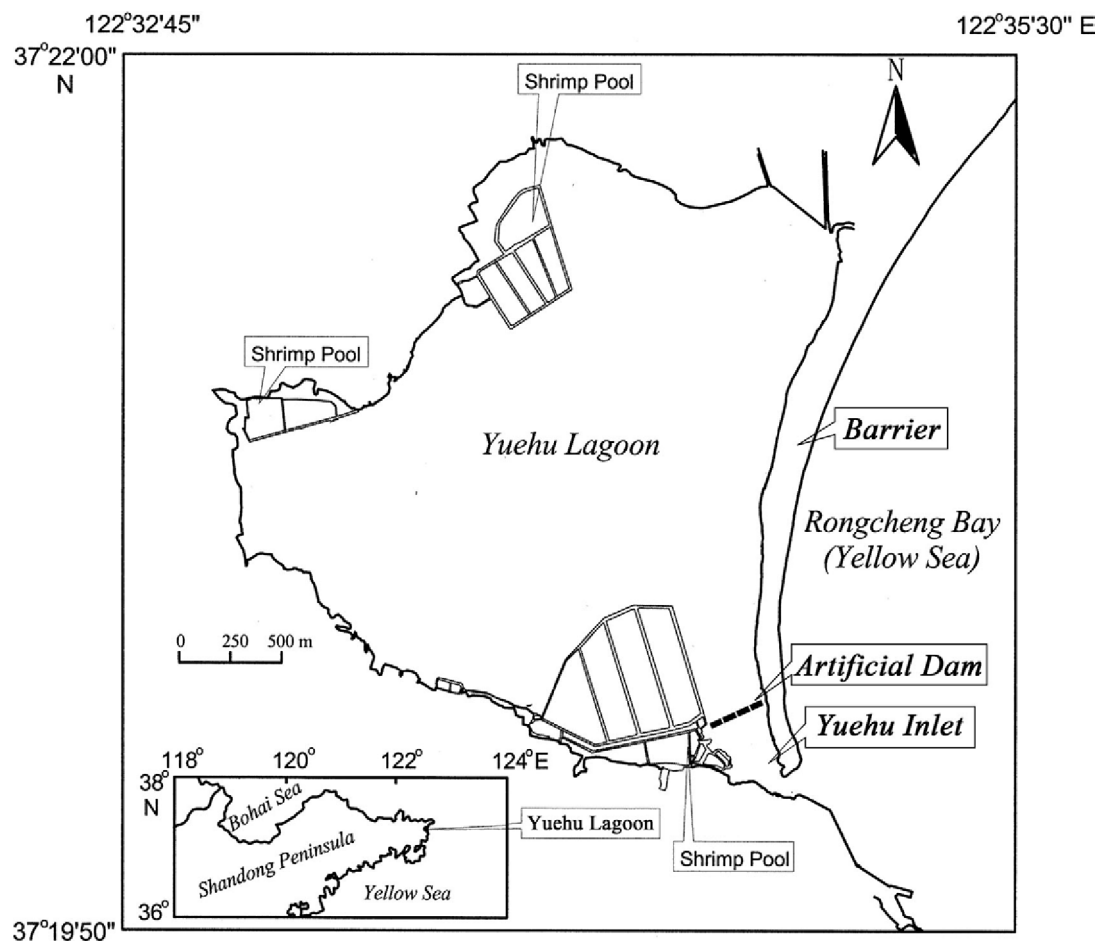 122°32'45"
122°35'30" E
37°22'00"
N
Shrimp Pool
N
Shrimp Pool
Yuehu Lagoon
Barrier
Rongcheng Bay
(Yellow Sea)
0 250 500 m
Artificial Dam
Yuehu Inlet
118° 120° 122° 124°E
38°
N
Bohai Sea
Yuehu Lagoon
Shandong Peninsula
Yellow Sea
Shrimp Pool
36°
37°19'50"